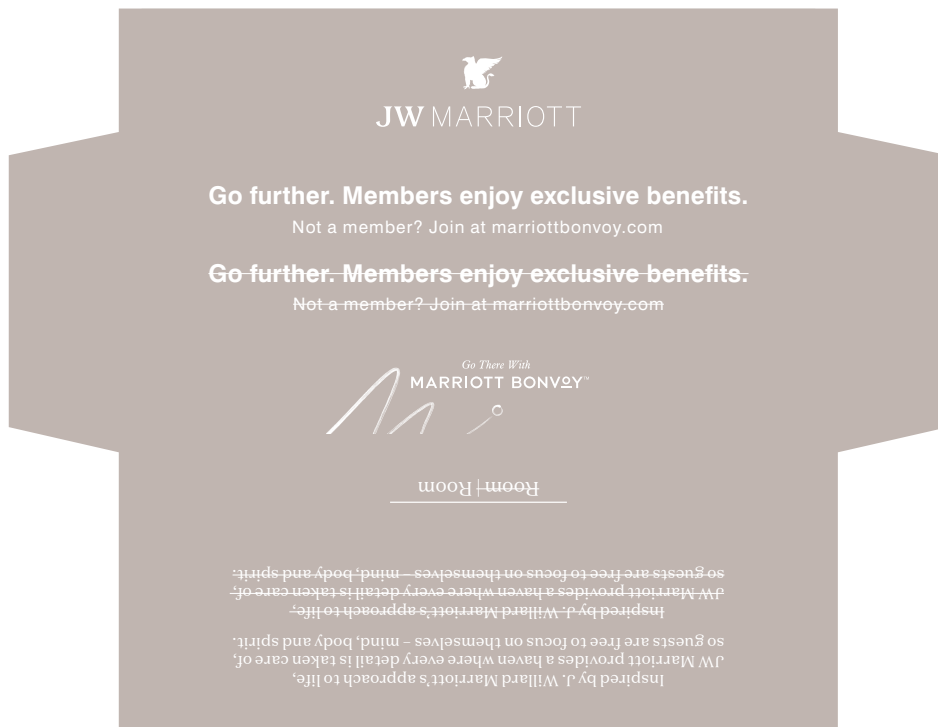 JW MARRIOTT
Go further. Members enjoy exclusive benefits.
Not a member? Join at marriottbonvoy.com
Go further. Members enjoy exclusive benefits.
Not a member? Join at marriottbonvoy.com
Go There With
MARRIOTT BONVOY™
Room | Room
Inspired by J. Willard Marriott’s approach to life,
JW Marriott provides a haven where every detail is taken care of,
so guests are free to focus on themselves – mind, body and spirit.
Inspired by J. Willard Marriott’s approach to life,
JW Marriott provides a haven where every detail is taken care of,
so guests are free to focus on themselves – mind, body and spirit.